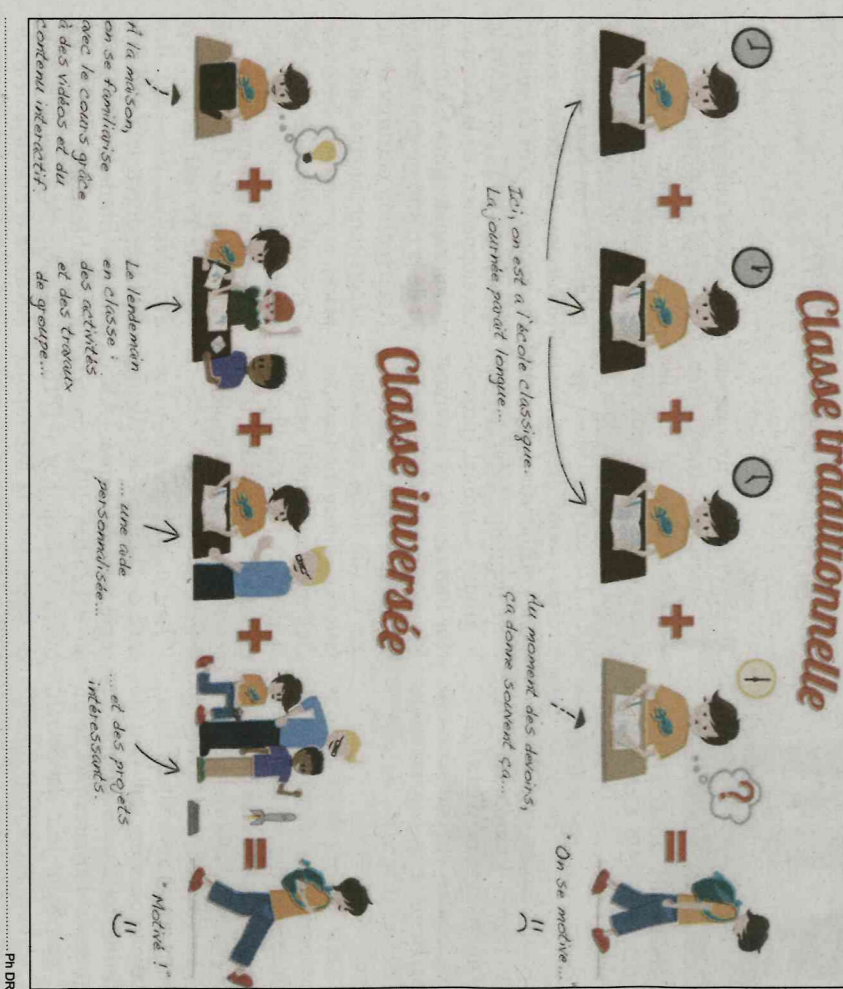 Classe traditionnelle
Ici, on est a l'école classique.
La journée paraît longue...
Au moment des devoirs,
ça donne souvent ça...
?
"On se motive..."
Classe inversée
À la maison,
on se familiarise
avec le cours grâce
à des vidéos et du
contenu interactif.
Le lendemain
en classe :
des activités
et des travaux
de groupe...
... une aide
personnalisée...
... et des projets
intéressants.
"Motivé !"
Ph DR